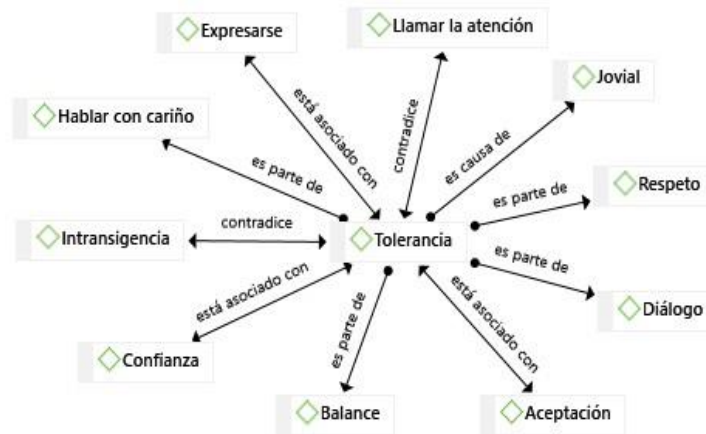 Expresarse
Llamar la atención
Jovial
Hablar con cariño
está asociado con
contradice
es causa de
es parte de
es parte de
Respeto
Intransigencia
contradice
Tolerancia
es parte de
Diálogo
está asociado con
es parte de
está asociado con
Confianza
Balance
Aceptación